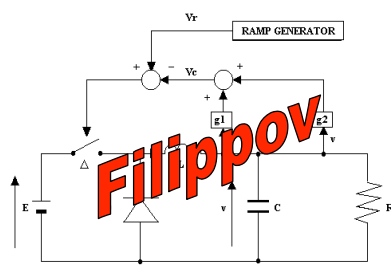 Vr
RAMP GENERATOR
+ − Vc +
+
g1
g2
Filippov
L
v
Δ
E
v
C
R